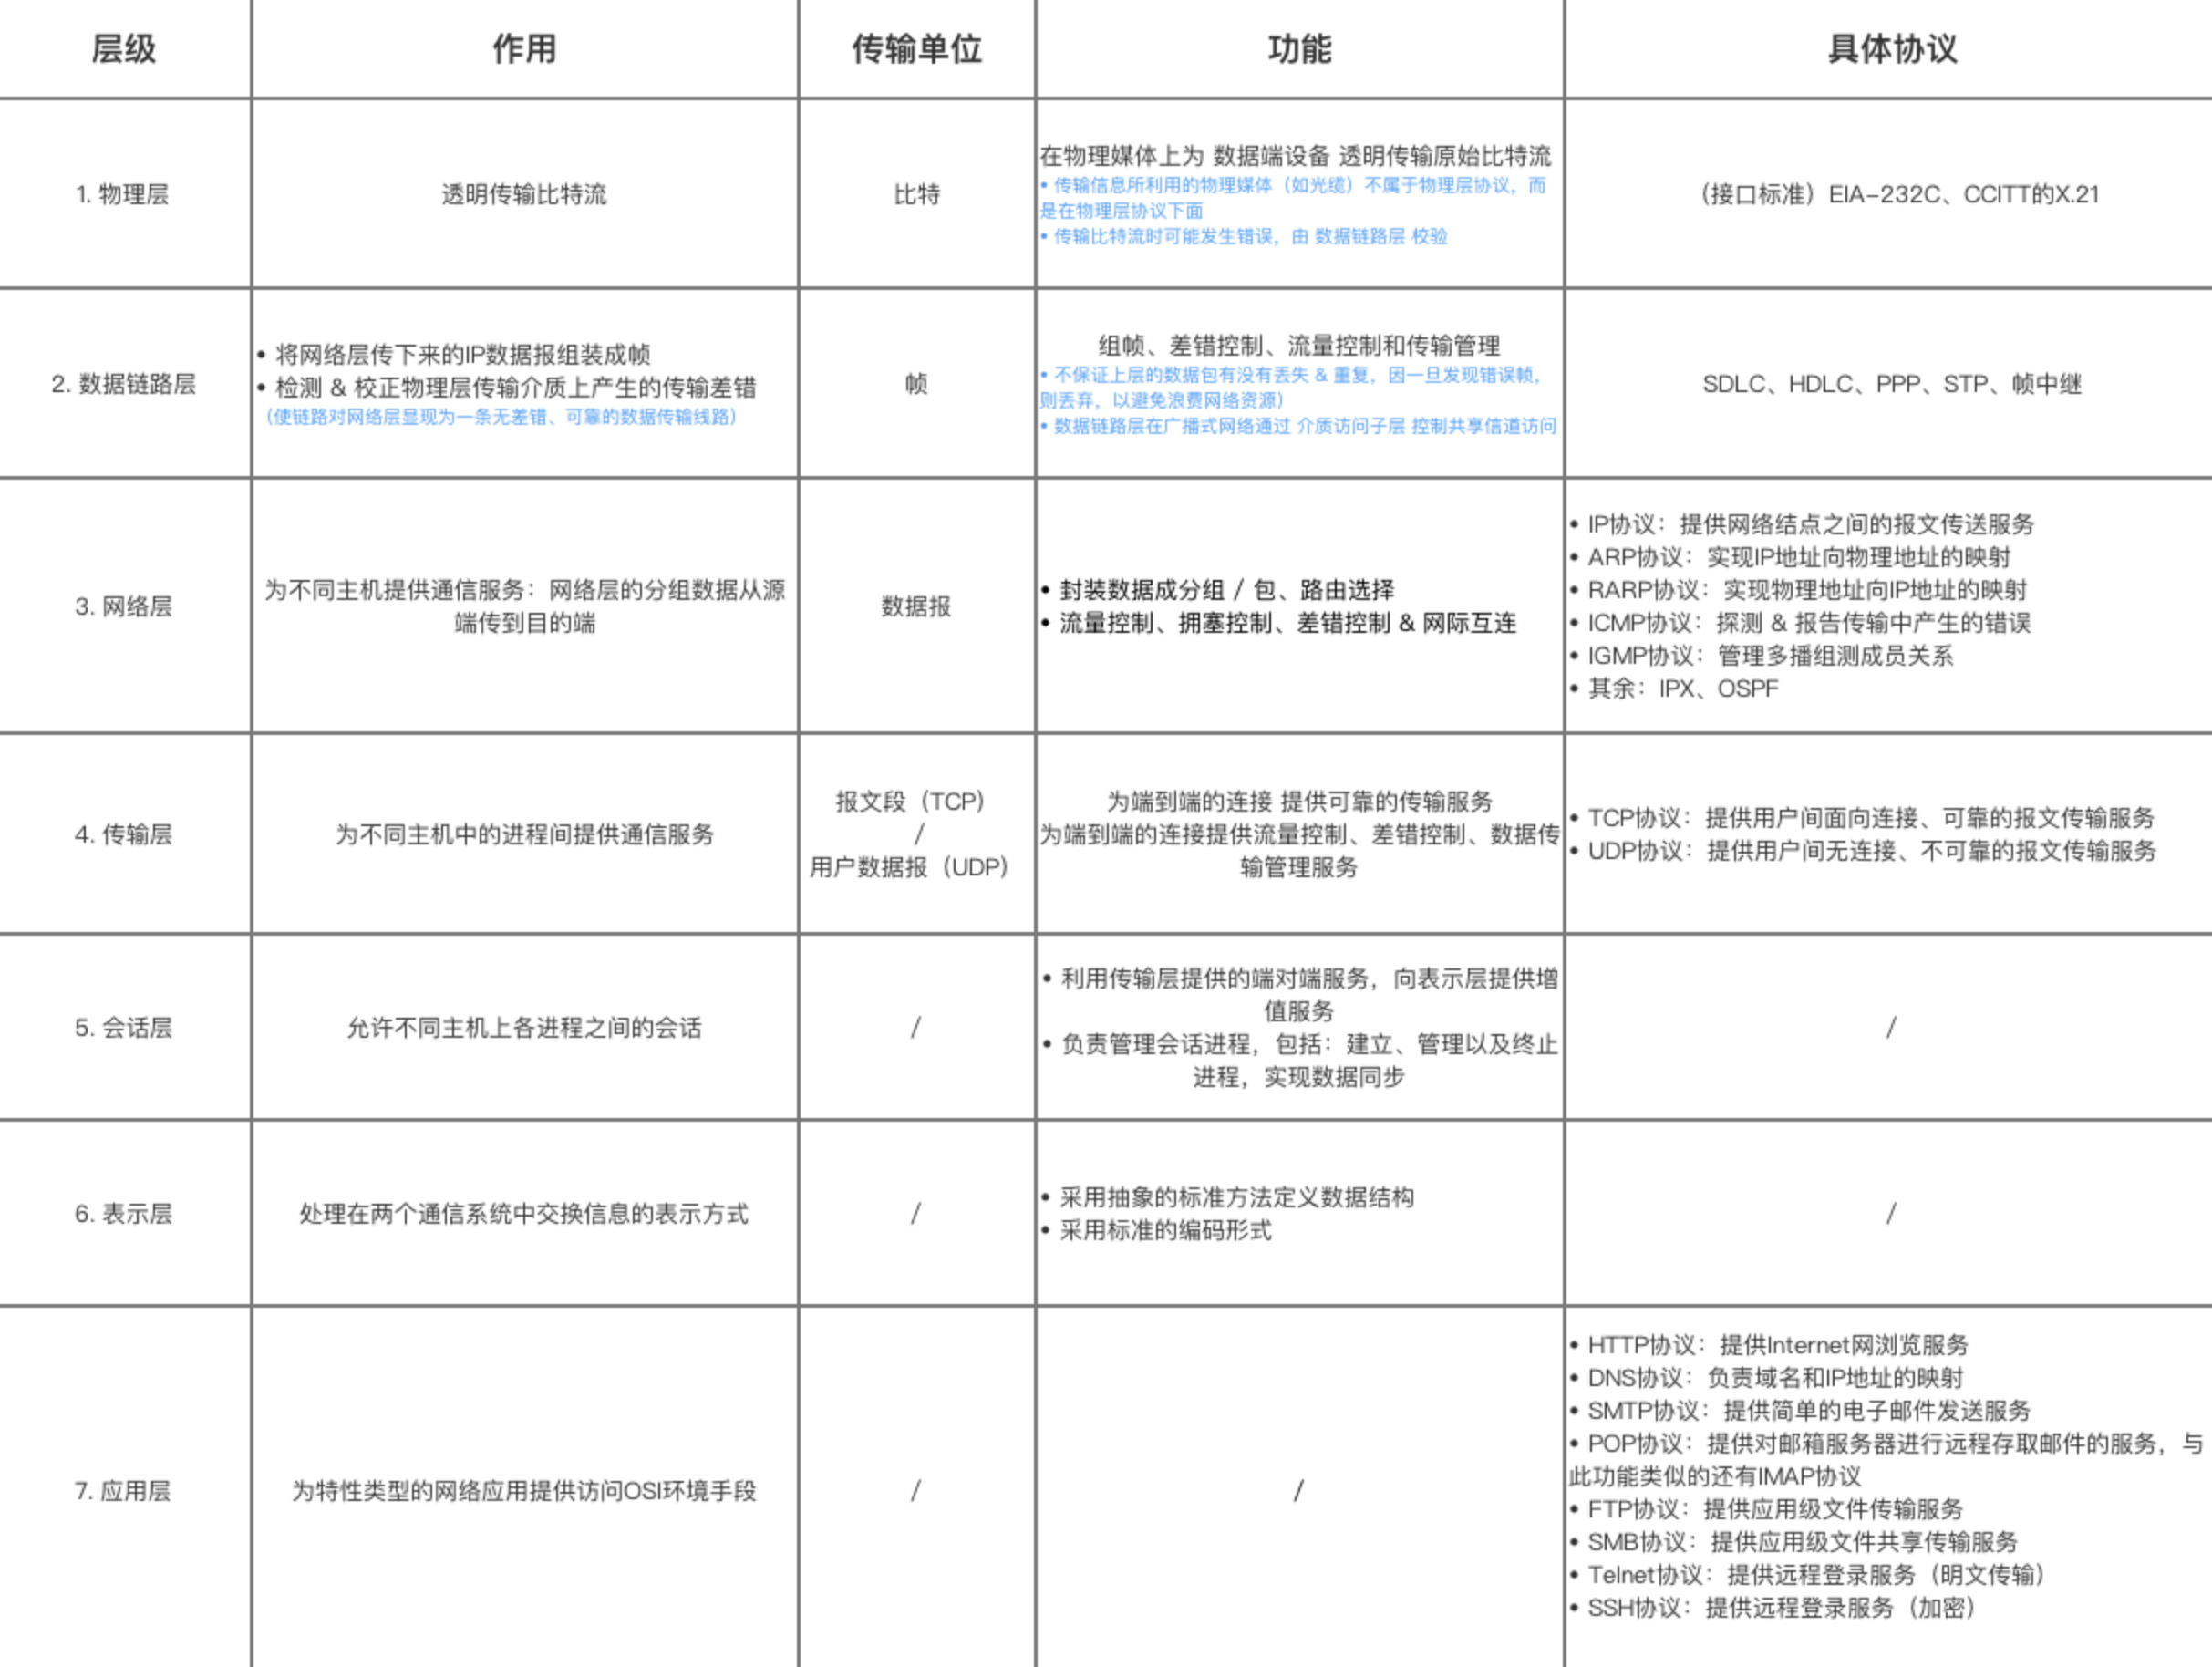 层级
作用
传输单位
功能
具体协议
1. 物理层
透明传输比特流
比特
在物理媒体上为 数据端设备 透明传输原始比特流
• 传输信息所利用的物理媒体（如光缆）不属于物理层协议，而
是在物理层协议下面
• 传输比特流时可能发生错误，由 数据链路层 校验
（接口标准）EIA-232C、CCITT的X.21
2. 数据链路层
• 将网络层传下来的IP数据报组装成帧
• 检测 & 校正物理层传输介质上产生的传输差错
（使链路对网络层显现为一条无差错、可靠的数据传输线路）
帧
组帧、差错控制、流量控制和传输管理
• 不保证上层的数据包有没有丢失 & 重复，因一旦发现错误帧，
则丢弃，以避免浪费网络资源）
• 数据链路层在广播式网络通过 介质访问子层 控制共享信道访问
SDLC、HDLC、PPP、STP、帧中继
3. 网络层
为不同主机提供通信服务：网络层的分组数据从源
端传到目的端
数据报
• 封装数据成分组 / 包、路由选择
• 流量控制、拥塞控制、差错控制 & 网际互连
• IP协议：提供网络结点之间的报文传送服务
• ARP协议：实现IP地址向物理地址的映射
• RARP协议：实现物理地址向IP地址的映射
• ICMP协议：探测 & 报告传输中产生的错误
• IGMP协议：管理多播组测成员关系
• 其余：IPX、OSPF
4. 传输层
为不同主机中的进程间提供通信服务
报文段（TCP）
/
用户数据报（UDP）
为端到端的连接 提供可靠的传输服务
为端到端的连接提供流量控制、差错控制、数据传
输管理服务
• TCP协议：提供用户间面向连接、可靠的报文传输服务
• UDP协议：提供用户间无连接、不可靠的报文传输服务
5. 会话层
允许不同主机上各进程之间的会话
/
• 利用传输层提供的端对端服务，向表示层提供增
值服务
• 负责管理会话进程，包括：建立、管理以及终止
进程，实现数据同步
/
6. 表示层
处理在两个通信系统中交换信息的表示方式
/
• 采用抽象的标准方法定义数据结构
• 采用标准的编码形式
/
7. 应用层
为特性类型的网络应用提供访问OSI环境手段
/
/
• HTTP协议：提供Internet网浏览服务
• DNS协议：负责域名和IP地址的映射
• SMTP协议：提供简单的电子邮件发送服务
• POP协议：提供对邮箱服务器进行远程存取邮件的服务，与
此功能类似的还有IMAP协议
• FTP协议：提供应用级文件传输服务
• SMB协议：提供应用级文件共享传输服务
• Telnet协议：提供远程登录服务（明文传输）
• SSH协议：提供远程登录服务（加密）